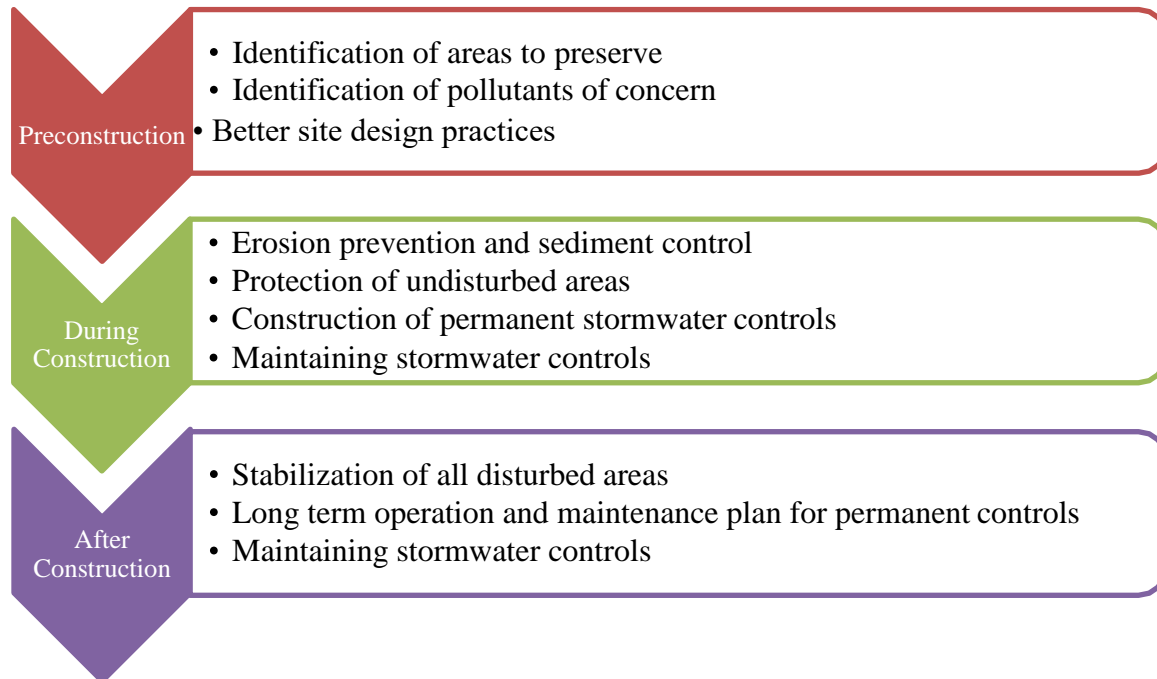 Preconstruction
• Identification of areas to preserve
• Identification of pollutants of concern
• Better site design practices
During
Construction
• Erosion prevention and sediment control
• Protection of undisturbed areas
• Construction of permanent stormwater controls
• Maintaining stormwater controls
After
Construction
• Stabilization of all disturbed areas
• Long term operation and maintenance plan for permanent controls
• Maintaining stormwater controls